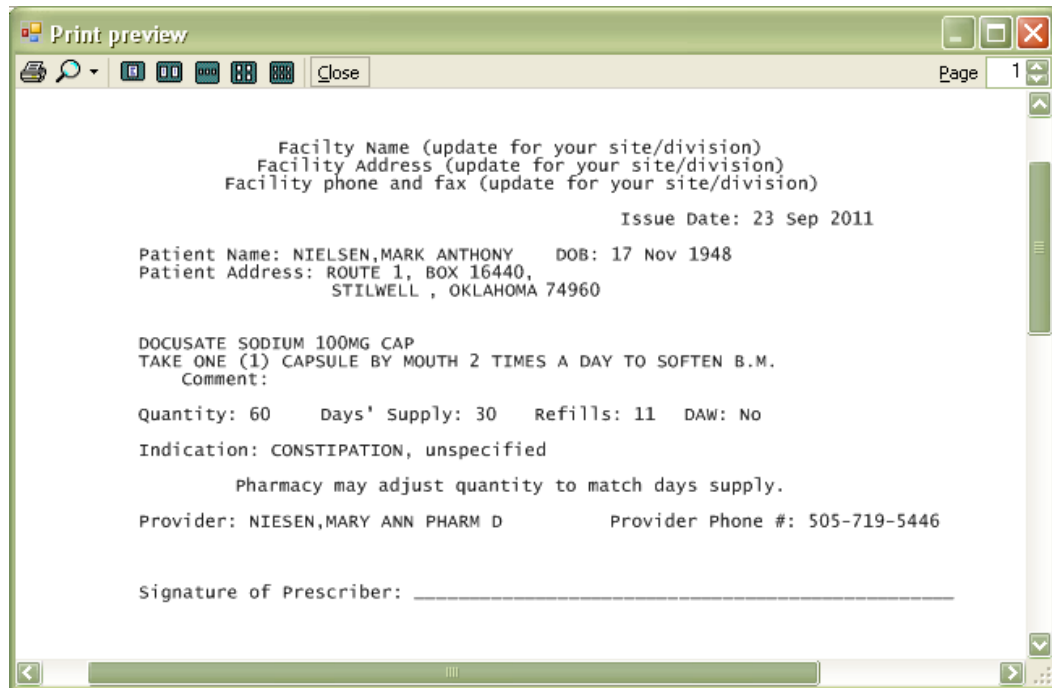 Print preview
Close
Page 1
Facilty Name (update for your site/division)
Facility Address (update for your site/division)
Facility phone and fax (update for your site/division)
Issue Date: 23 Sep 2011
Patient Name: NIELSEN,MARK ANTHONY DOB: 17 Nov 1948
Patient Address: ROUTE 1, BOX 16440,
STILWELL , OKLAHOMA 74960
DOCUSATE SODIUM 100MG CAP
TAKE ONE (1) CAPSULE BY MOUTH 2 TIMES A DAY TO SOFTEN B.M.
Comment:
Quantity: 60 Days' Supply: 30 Refills: 11 DAW: No
Indication: CONSTIPATION, unspecified
Pharmacy may adjust quantity to match days supply.
Provider: NIESEN,MARY ANN PHARM D Provider Phone #: 505-719-5446
Signature of Prescriber: __________________________________________________